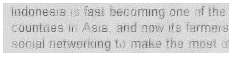 Indonesia is fast becoming one of the
countries in Asia, and now its farmers
social networking to make the most o